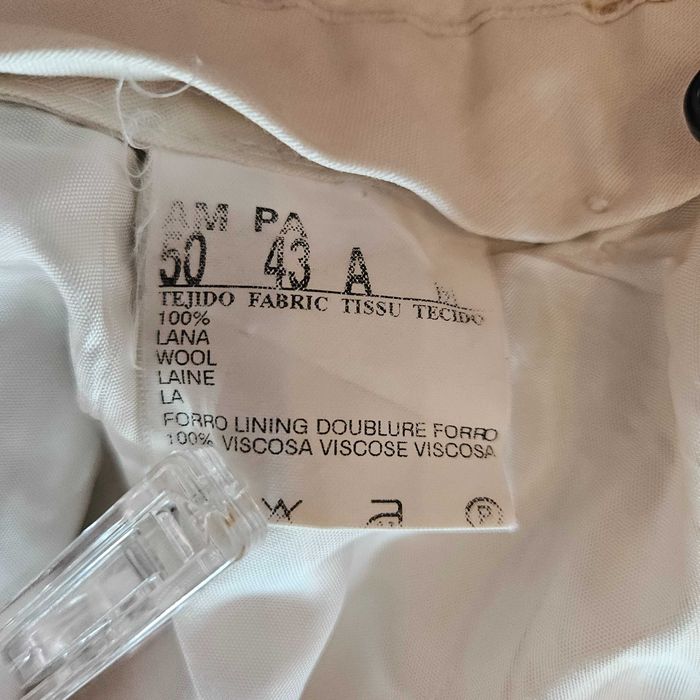 AM PA
50 43 A
TEJIDO FABRIC TISSU TECIDO
100%
LANA
WOOL
LAINE
LA
FORRO LINING DOUBLURE FORRO
100% VISCOSA VISCOSE VISCOSA
P